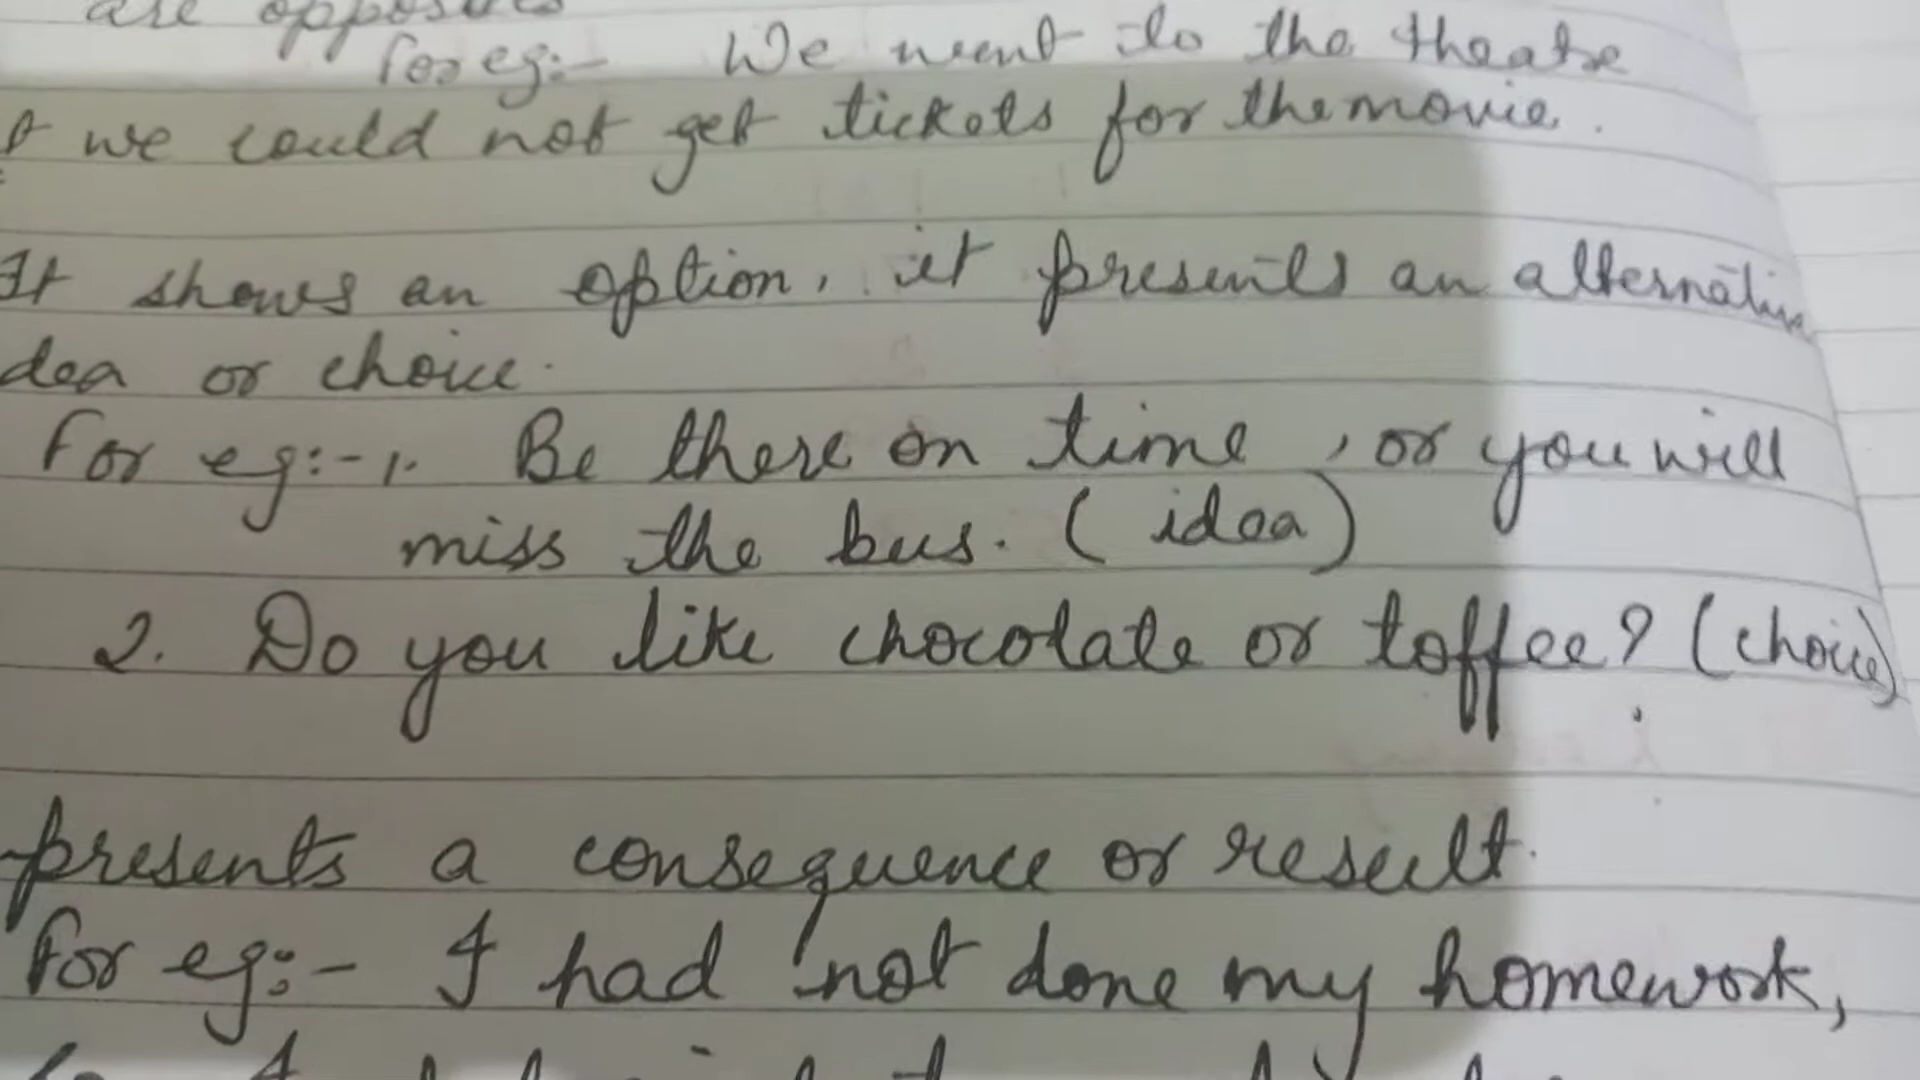 are opposites
for eg:- We went to the theatre
t we could not get tickets for the movie.
It shows an option, it presents an alternative
dea or choice.
For eg:-1. Be there on time, or you will
miss the bus. (idea)
2. Do you like chocolate or toffee? (choice)
presents a consequence or result.
For eg:- I had not done my homework,